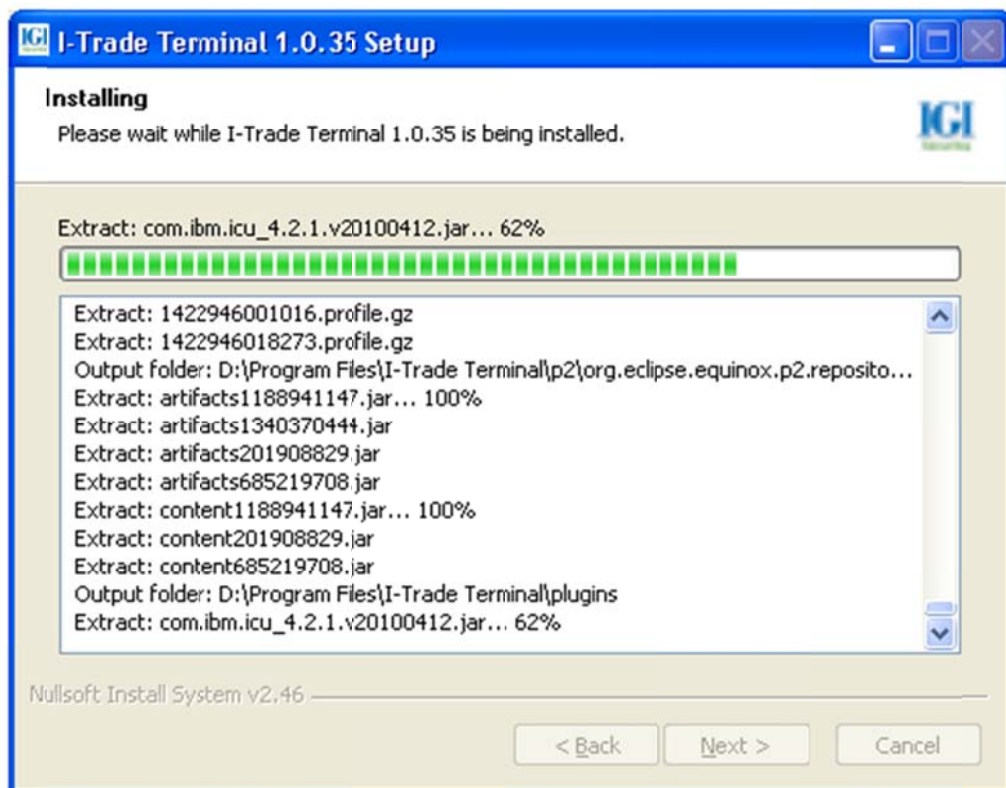 IGI I-Trade Terminal 1.0.35 Setup
Installing
Please wait while I-Trade Terminal 1.0.35 is being installed.
IGI
Extract: com.ibm.icu_4.2.1.v20100412.jar... 62%
Extract: 1422946001016.profile.gz
Extract: 1422946018273.profile.gz
Output folder: D:\Program Files\I-Trade Terminal\p2\org.eclipse.equinox.p2.reposito...
Extract: artifacts1188941147.jar... 100%
Extract: artifacts1340370444.jar
Extract: artifacts201908829.jar
Extract: artifacts685219708.jar
Extract: content1188941147.jar... 100%
Extract: content201908829.jar
Extract: content685219708.jar
Output folder: D:\Program Files\I-Trade Terminal\plugins
Extract: com.ibm.icu_4.2.1.v20100412.jar... 62%
Nullsoft Install System v2.46
< Back Next > Cancel